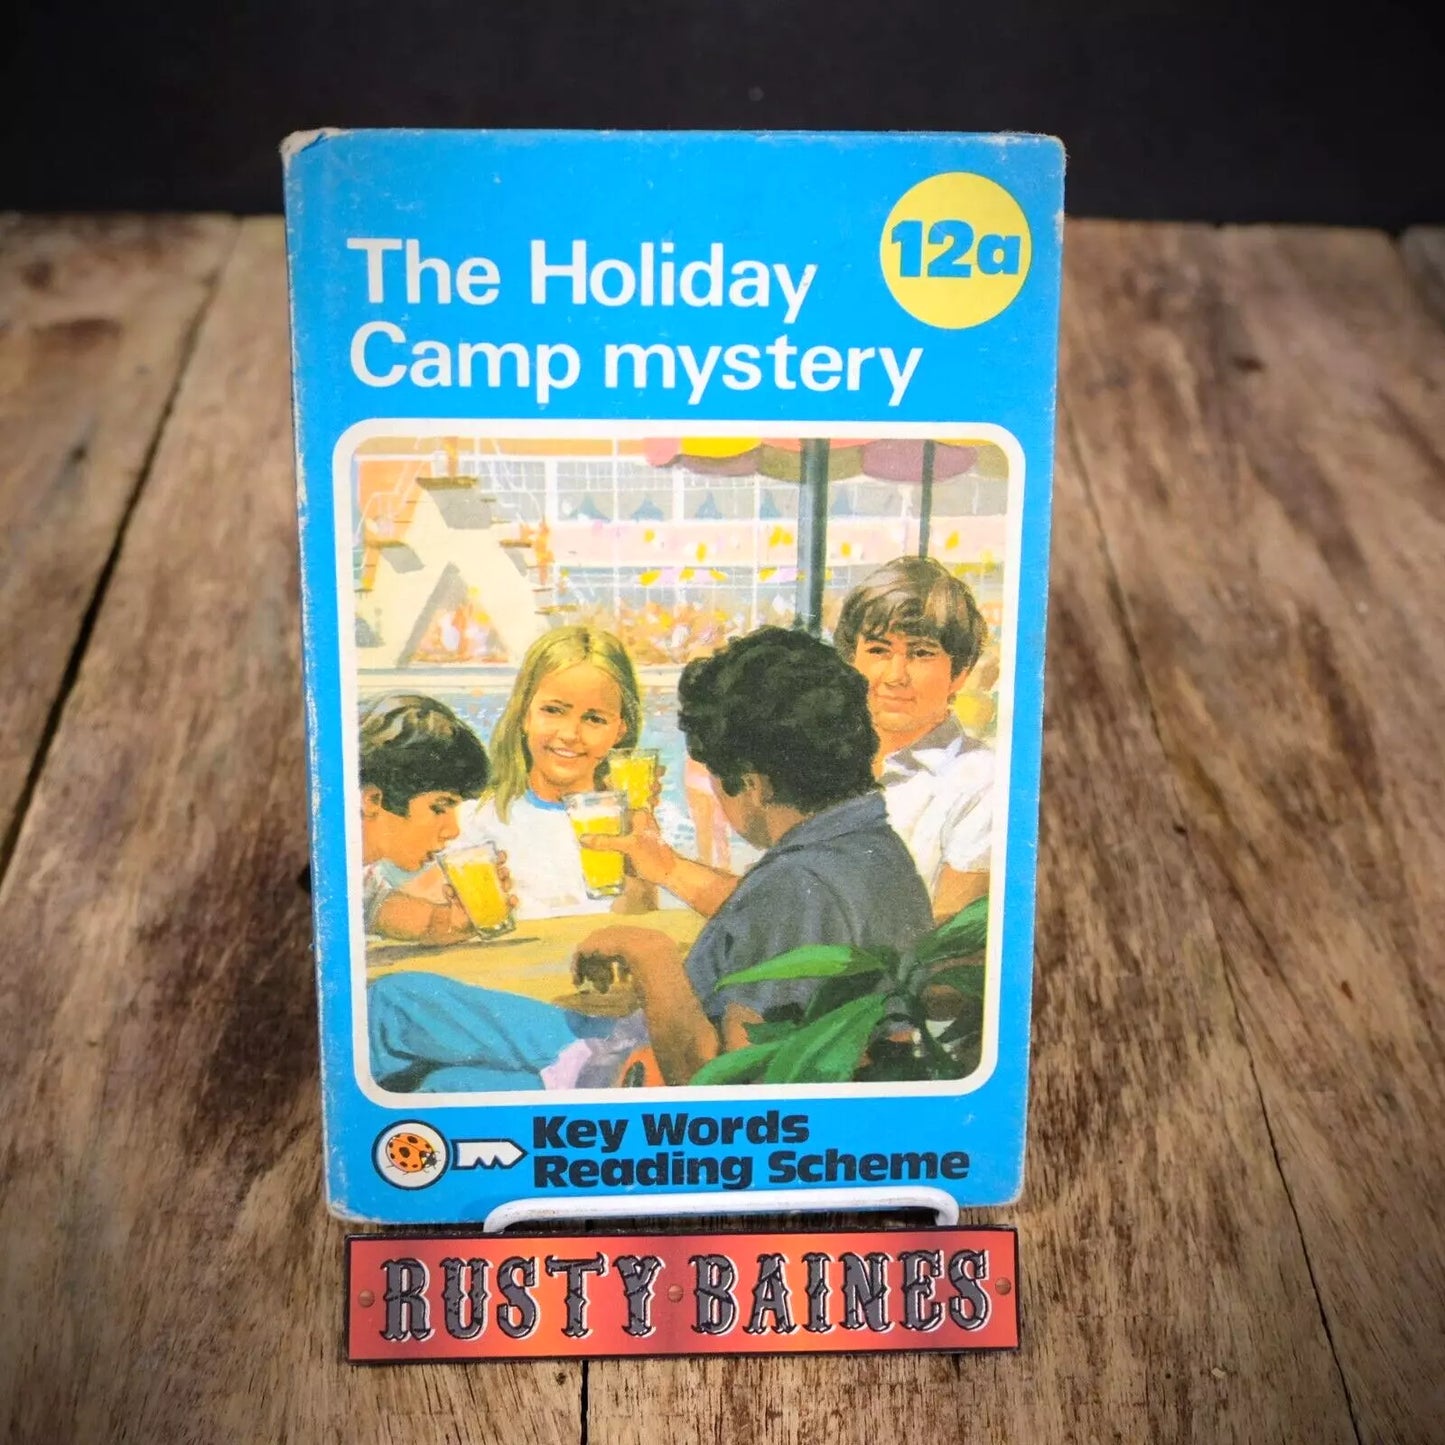 The Holiday
Camp mystery
12a
Key Words
Reading Scheme
RUSTY BAINES